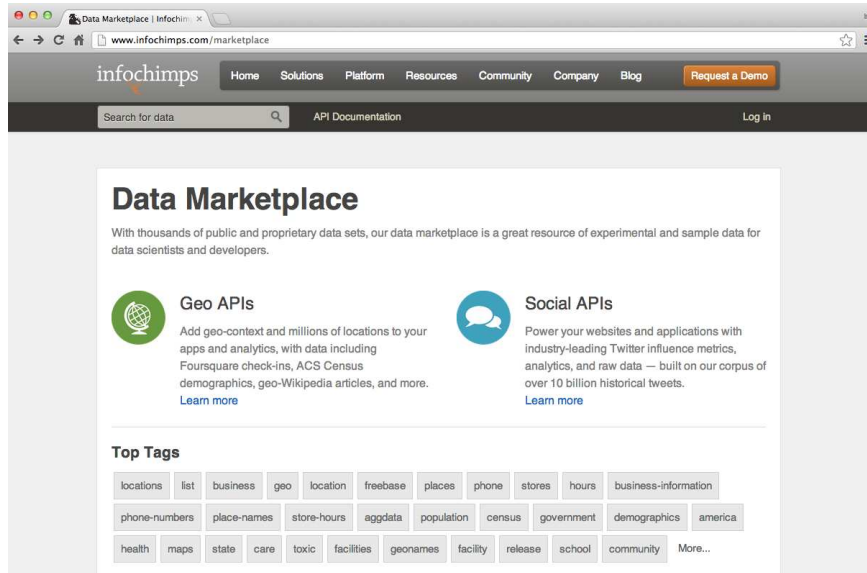 Data Marketplace | Infochim
www.infochimps.com/marketplace
infochimps
Home Solutions Platform Resources Community Company Blog Request a Demo
Search for data API Documentation Log in
Data Marketplace
With thousands of public and proprietary data sets, our data marketplace is a great resource of experimental and sample data for
data scientists and developers.
Geo APIs
Add geo-context and millions of locations to your
apps and analytics, with data including
Foursquare check-ins, ACS Census
demographics, geo-Wikipedia articles, and more.
Learn more
Social APIs
Power your websites and applications with
industry-leading Twitter influence metrics,
analytics, and raw data — built on our corpus of
over 10 billion historical tweets.
Learn more
Top Tags
locations list business geo location freebase places phone stores hours business-information
phone-numbers place-names store-hours aggdata population census government demographics america
health maps state care toxic facilities geonames facility release school community More...